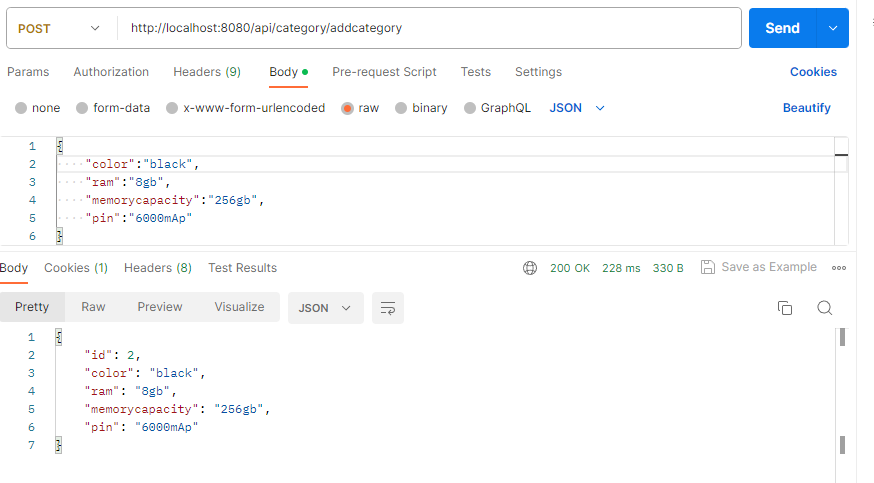 POST http://localhost:8080/api/category/addcategory Send
Params Authorization Headers (9) Body Pre-request Script Tests Settings Cookies
none form-data x-www-form-urlencoded raw binary GraphQL JSON Beautify
1 {
2 "color":"black",
3 "ram":"8gb",
4 "memorycapacity":"256gb",
5 "pin":"6000mAp"
6 }
Body Cookies (1) Headers (8) Test Results 200 OK 228 ms 330 B Save as Example
Pretty Raw Preview Visualize JSON
1 {
2 "id": 2,
3 "color": "black",
4 "ram": "8gb",
5 "memorycapacity": "256gb",
6 "pin": "6000mAp"
7 }